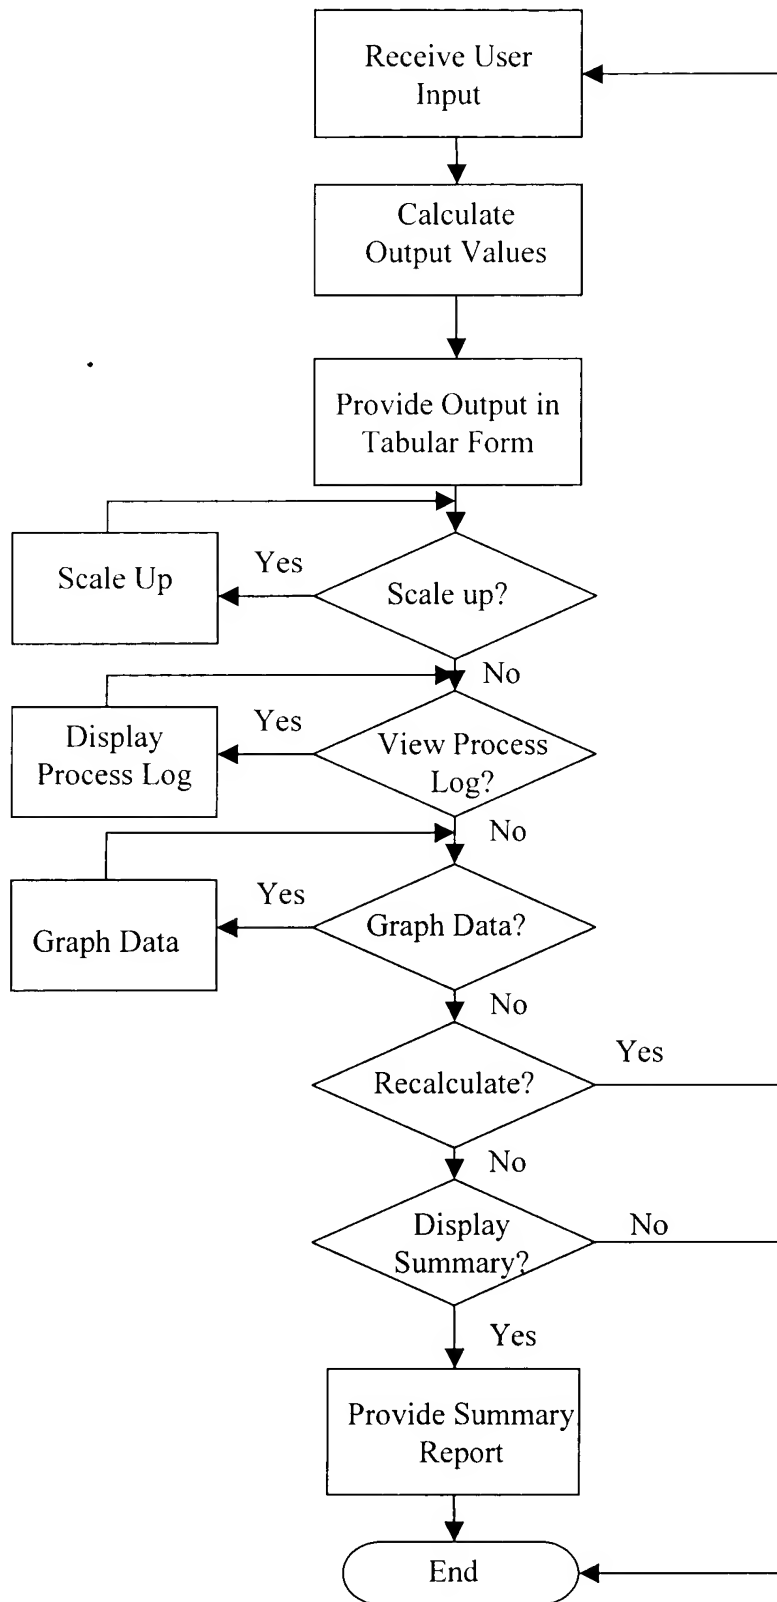 Receive User
Input
Calculate
Output Values
Provide Output in
Tabular Form
Scale Up
Yes
Scale up?
No
Display
Process Log
Yes
View Process
Log?
No
Graph Data
Yes
Graph Data?
No
Recalculate?
Yes
No
Display
Summary?
No
Yes
Provide Summary
Report
End